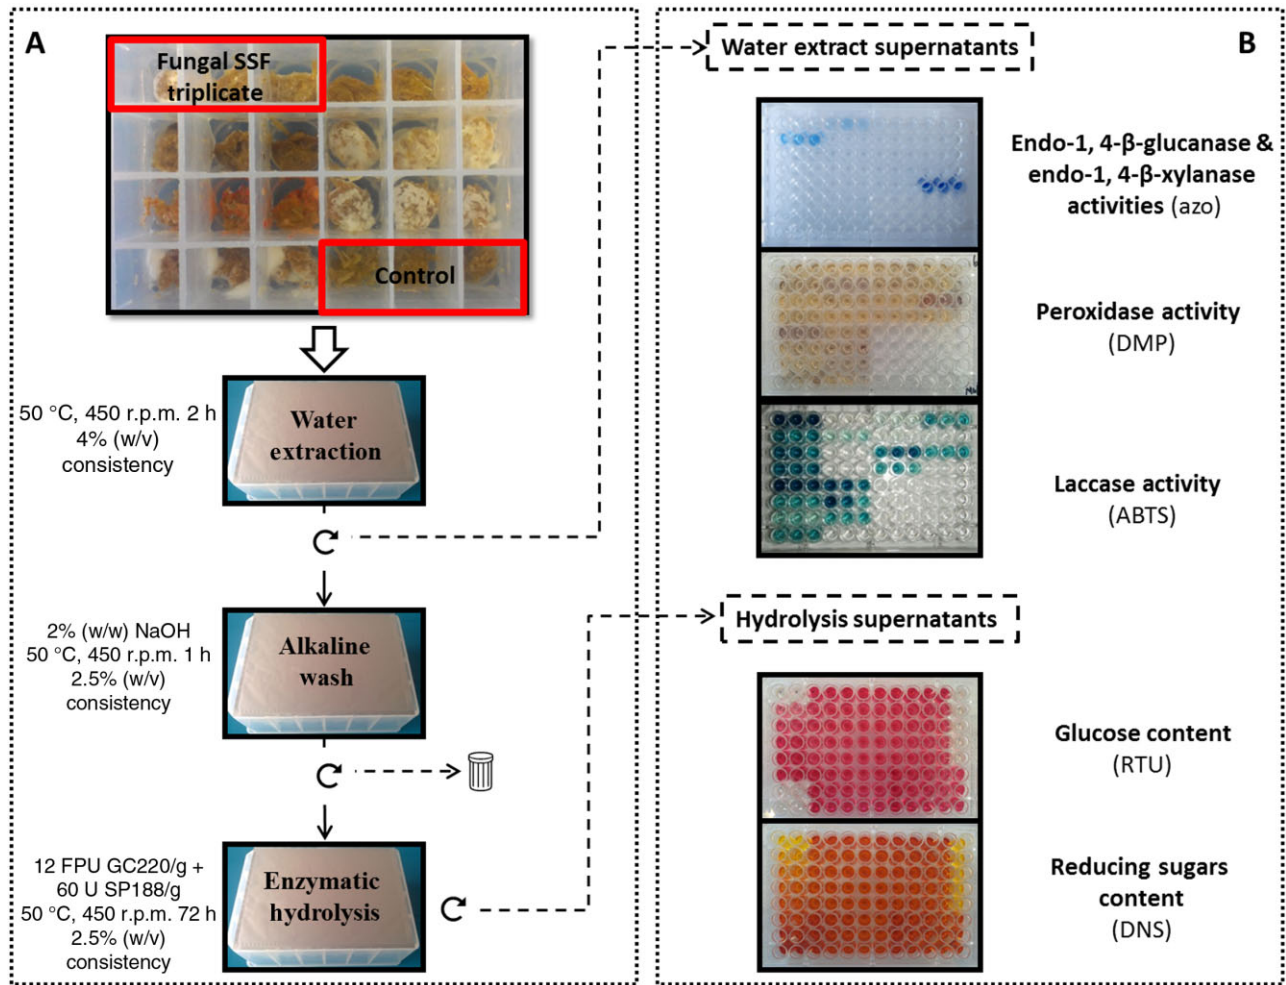 A
Fungal SSF
triplicate
Control
50 °C, 450 r.p.m. 2 h
4% (w/v)
consistency
Water
extraction
2% (w/w) NaOH
50 °C, 450 r.p.m. 1 h
2.5% (w/v)
consistency
Alkaline
wash
12 FPU GC220/g +
60 U SP188/g
50 °C, 450 r.p.m. 72 h
2.5% (w/v)
consistency
Enzymatic
hydrolysis
B
Water extract supernatants
Endo-1, 4-β-glucanase &
endo-1, 4-β-xylanase
activities (azo)
Peroxidase activity
(DMP)
Laccase activity
(ABTS)
Hydrolysis supernatants
Glucose content
(RTU)
Reducing sugars
content
(DNS)